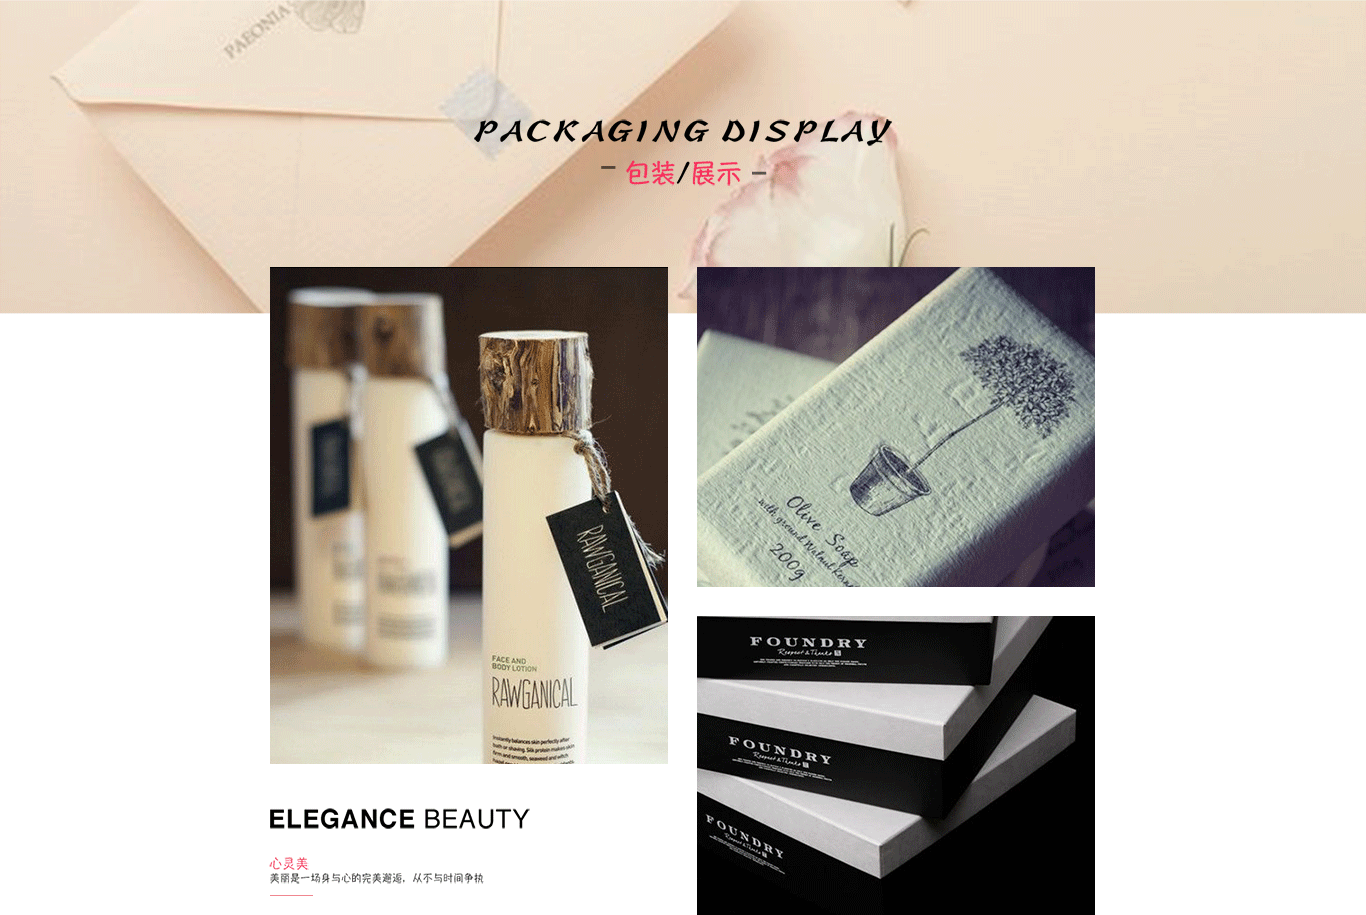 PAEONIA
PACKAGING DISPLAY
- 包装/展示 -
RAWGANICAL
FACE AND
BODY LOTION
RAWGANICAL
Instantly balances skin perfectly after
bath or shaving. Silk protein makes skin
firm and smooth, seaweed and witch
Olive Soap
with ground Walnut Kernel
200g
FOUNDRY
Respect & Thanks
FOUNDRY
Respect & Thanks
FOUNDRY
Respect & Thanks
ELEGANCE BEAUTY
心灵美
美丽是一场身与心的完美邂逅，从不与时间争执